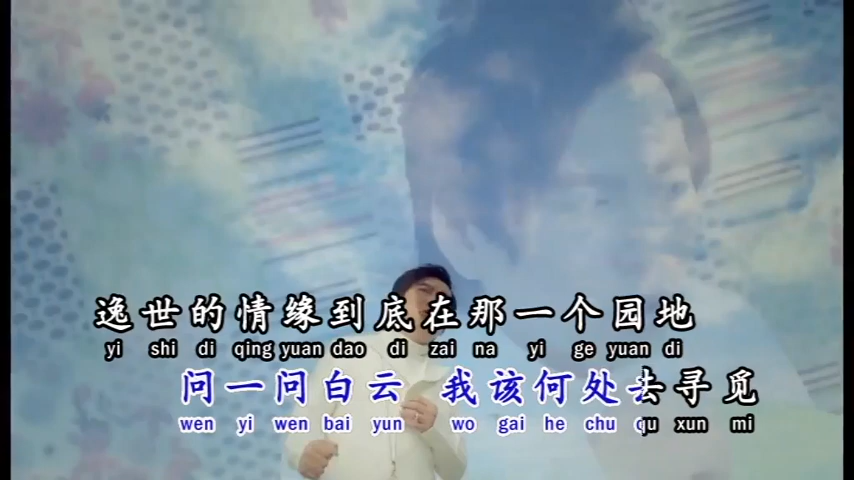 逸世的情缘到底在那一个园地
yi shi di qing yuan dao di zai na yi ge yuan di
问一问白云 我该何处去寻觅
wen yi wen bai yun wo gai he chu qu xun mi